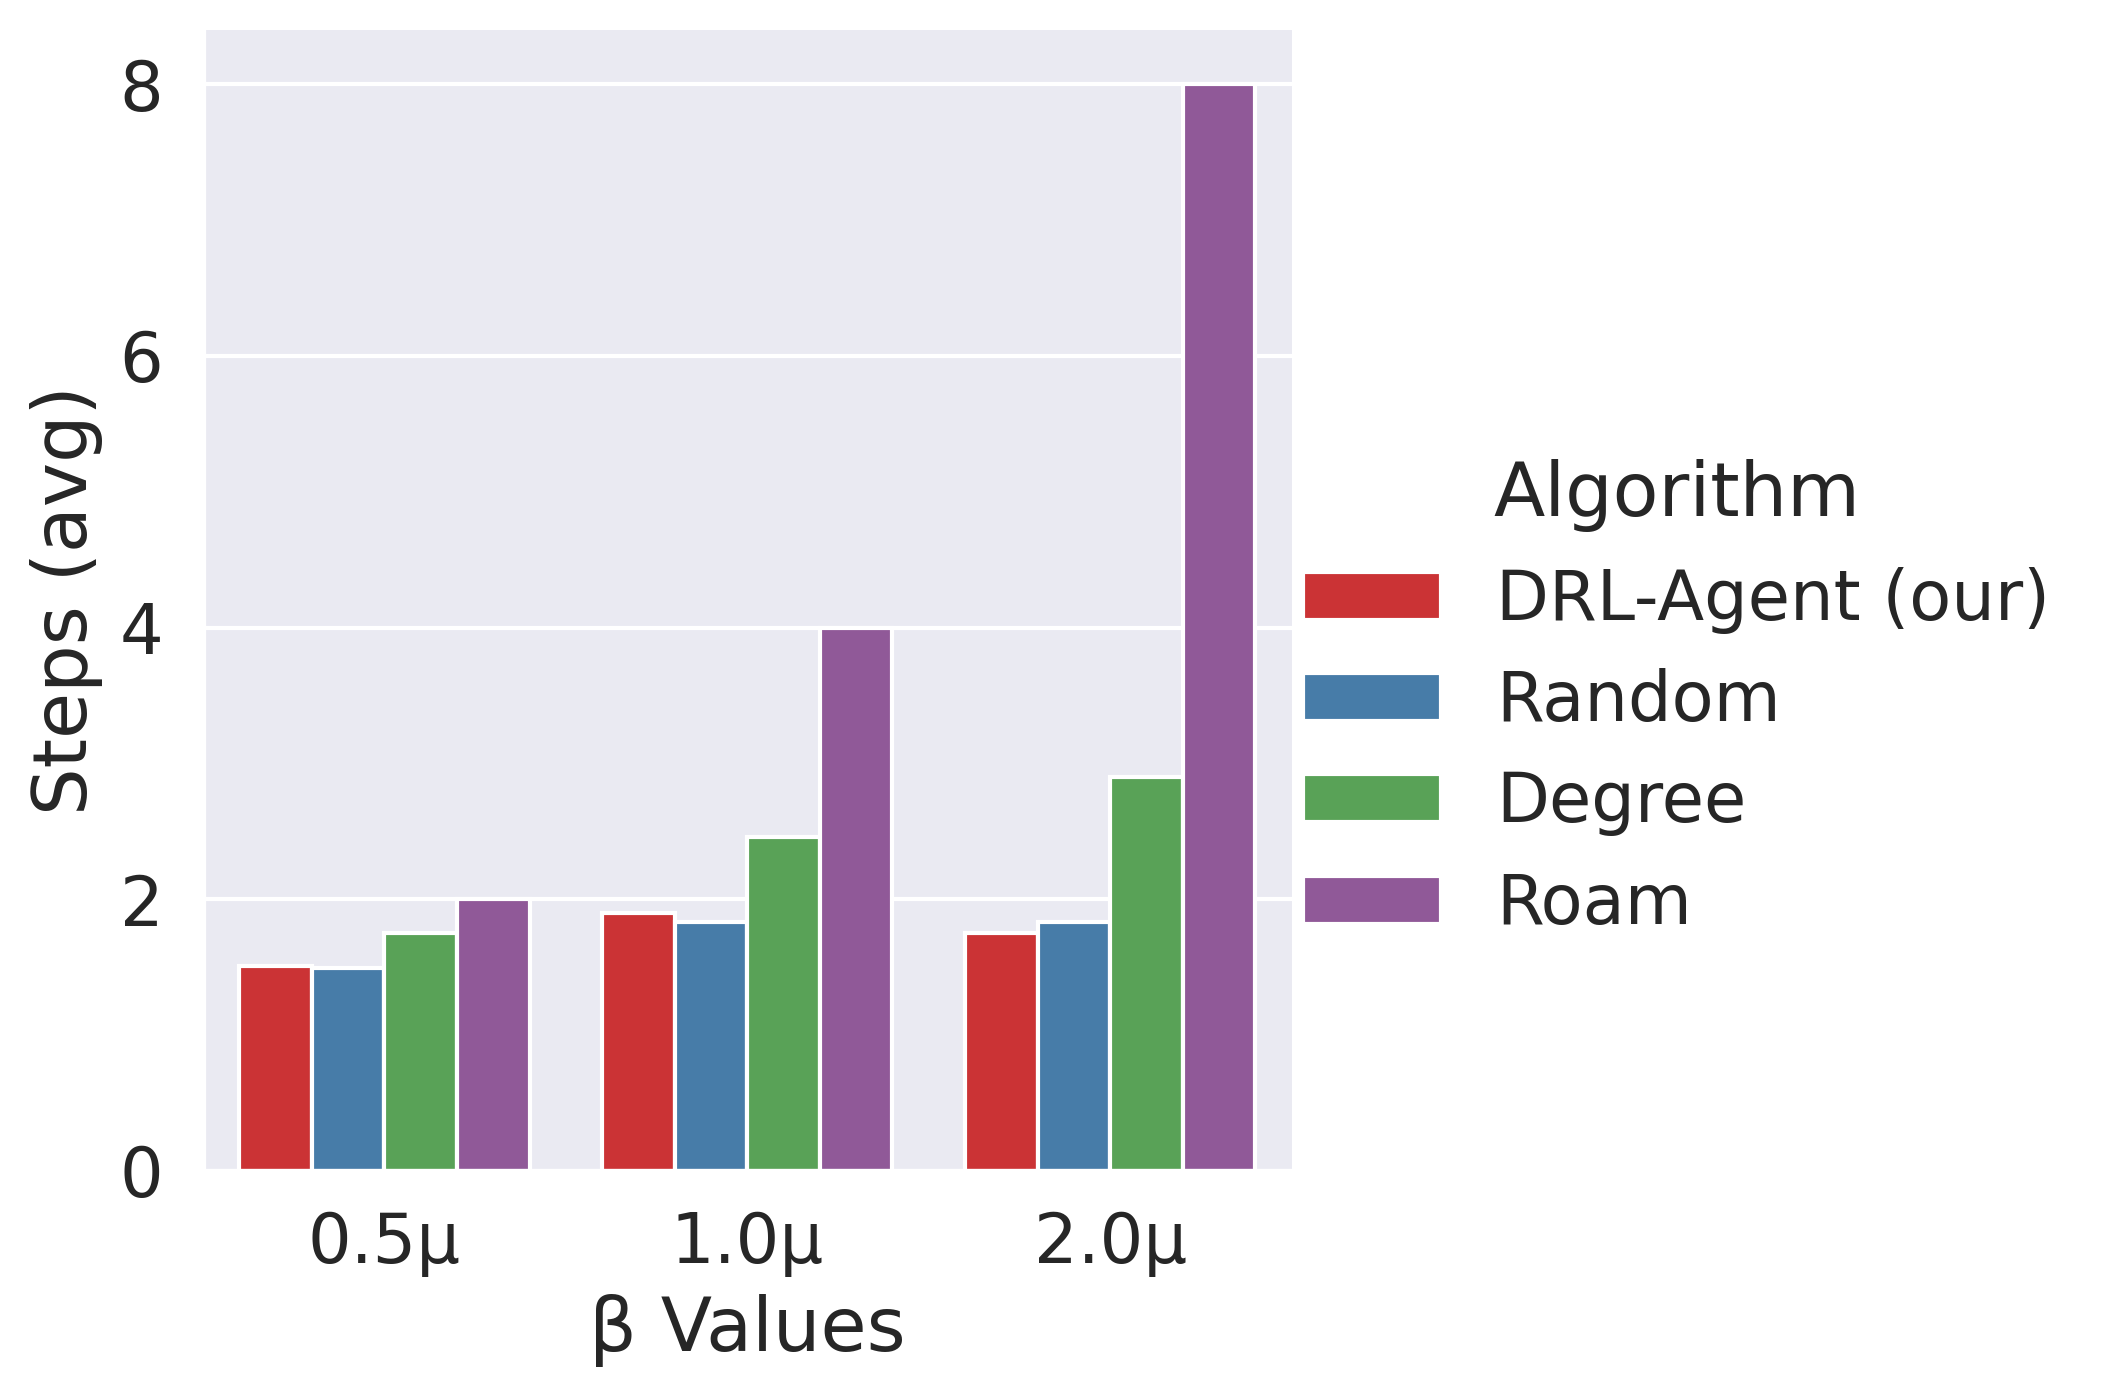 8
6
4
2
0
Steps (avg)
0.5μ
1.0μ
2.0μ
β Values
Algorithm
DRL-Agent (our)
Random
Degree
Roam